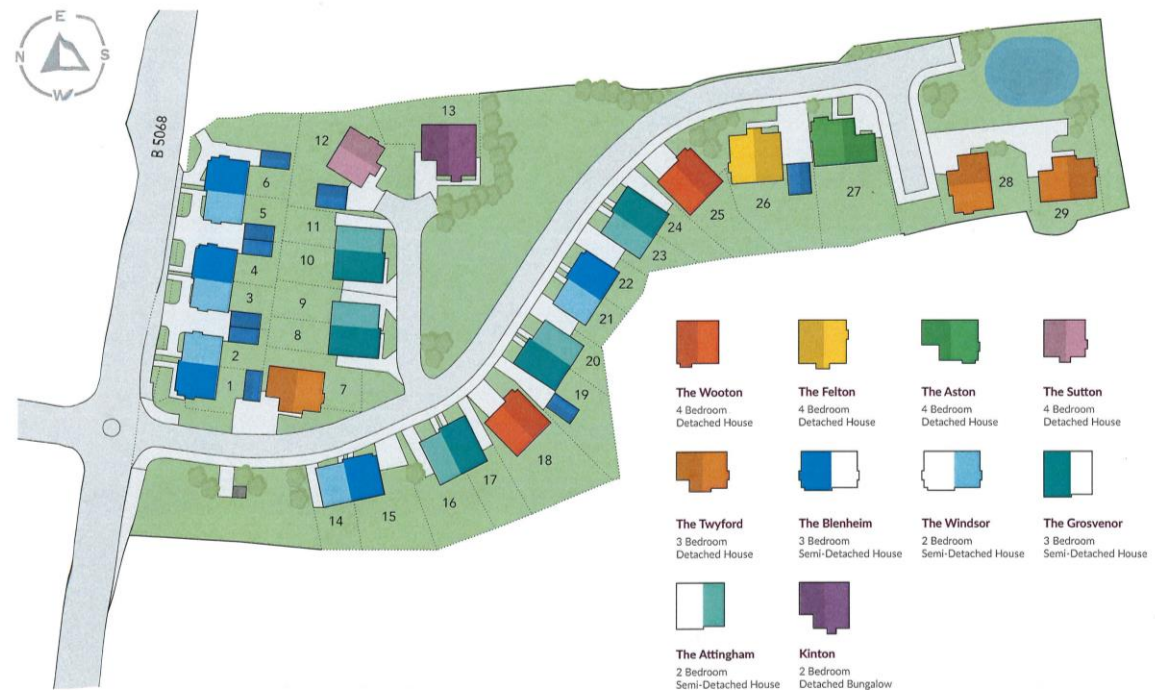 E
N
S
W
B 5068
13
12
6
5
11
10
4
3
9
8
2
1
7
14
15
16
17
18
19
20
21
22
23
24
25
26
27
28
29
The Wooton
4 Bedroom
Detached House
The Felton
4 Bedroom
Detached House
The Aston
4 Bedroom
Detached House
The Sutton
4 Bedroom
Detached House
The Twyford
3 Bedroom
Detached House
The Blenheim
3 Bedroom
Semi-Detached House
The Windsor
2 Bedroom
Semi-Detached House
The Grosvenor
3 Bedroom
Semi-Detached House
The Attingham
2 Bedroom
Semi-Detached House
Kinton
2 Bedroom
Detached Bungalow